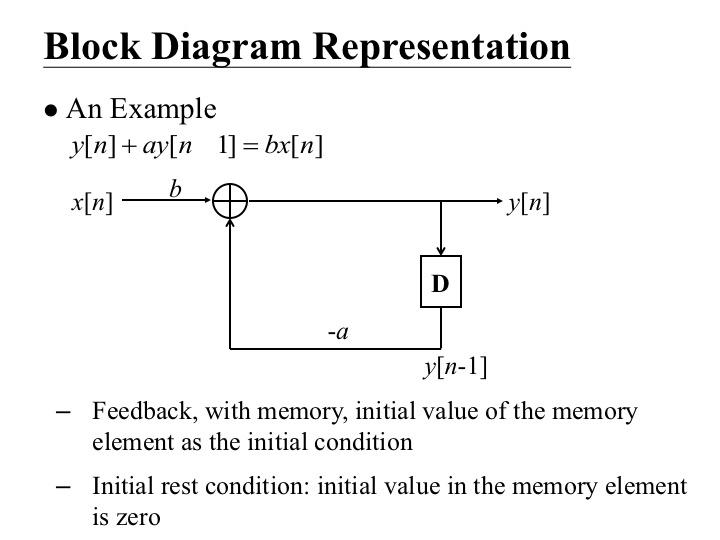 Block Diagram Representation
● An Example
y[n] + ay[n 1] = bx[n]
b
x[n]
y[n]
D
-a
y[n-1]
– Feedback, with memory, initial value of the memory
element as the initial condition
– Initial rest condition: initial value in the memory element
is zero